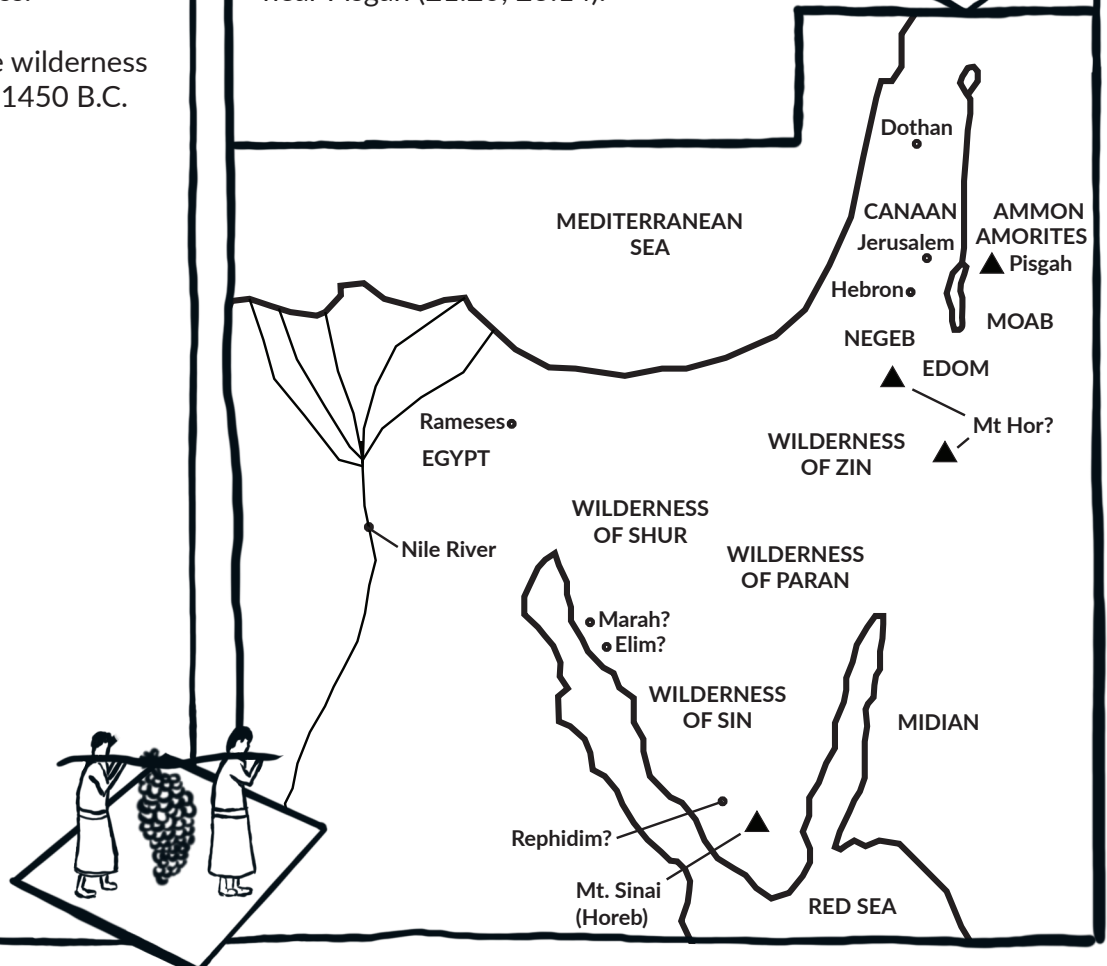 wilderness
1450 B.C.
Dothan
MEDITERRANEAN
SEA
CANAAN
AMMON
AMORITES
Jerusalem
Pisgah
Hebron
MOAB
NEGEB
EDOM
Mt Hor?
Rameses
EGYPT
WILDERNESS
OF ZIN
WILDERNESS
OF SHUR
Nile River
WILDERNESS
OF PARAN
Marah?
Elim?
WILDERNESS
OF SIN
MIDIAN
Rephidim?
Mt. Sinai
(Horeb)
RED SEA